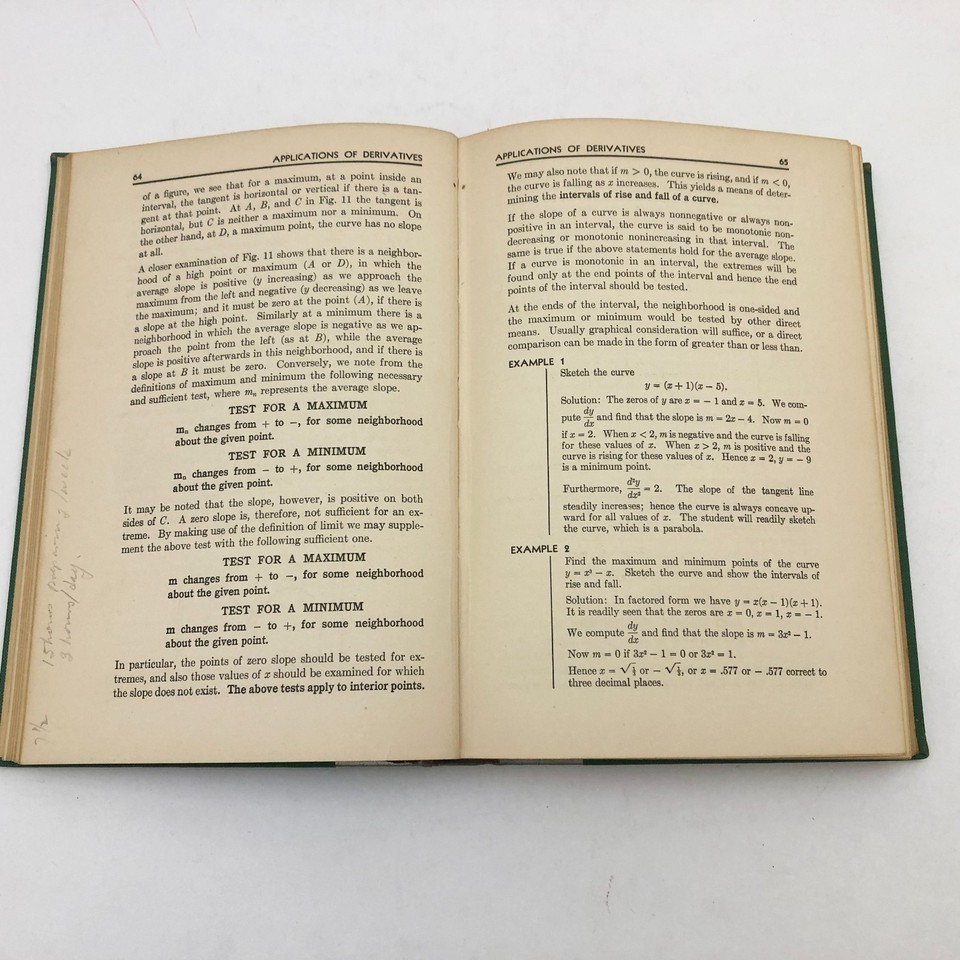 64
APPLICATIONS OF DERIVATIVES
of a figure, we see that for a maximum, at a point inside an
interval, the tangent is horizontal or vertical if there is a tan-
gent at that point. At A, B, and C in Fig. 11 the tangent is
horizontal, but C is neither a maximum nor a minimum. On
the other hand, at D, a maximum point, the curve has no slope
at all.
A closer examination of Fig. 11 shows that there is a neighbor-
hood of a high point or maximum (A or D), in which the
average slope is positive (y increasing) as we approach the
maximum from the left and negative (y decreasing) as we leave
the maximum; and it must be zero at the point (A), if there is
a slope at the high point. Similarly at a minimum there is a
neighborhood in which the average slope is negative as we ap-
proach the point from the left (as at B), while the average
slope is positive afterwards in this neighborhood, and if there is
a slope at B it must be zero. Conversely, we note from the
definitions of maximum and minimum the following necessary
and sufficient test, where mₙ represents the average slope.
TEST FOR A MAXIMUM
mₙ changes from + to −, for some neighborhood
about the given point.
TEST FOR A MINIMUM
mₙ changes from − to +, for some neighborhood
about the given point.
It may be noted that the slope, however, is positive on both
sides of C. A zero slope is, therefore, not sufficient for an ex-
treme. By making use of the definition of limit we may supple-
ment the above test with the following sufficient one.
TEST FOR A MAXIMUM
m changes from + to −, for some neighborhood
about the given point.
TEST FOR A MINIMUM
m changes from − to +, for some neighborhood
about the given point.
In particular, the points of zero slope should be tested for ex-
tremes, and also those values of x should be examined for which
the slope does not exist. The above tests apply to interior points.
15 hours /week
3 hours/day.
7 1/2
APPLICATIONS OF DERIVATIVES
65
We may also note that if m > 0, the curve is rising, and if m < 0,
the curve is falling as x increases. This yields a means of deter-
mining the intervals of rise and fall of a curve.
If the slope of a curve is always nonnegative or always non-
positive in an interval, the curve is said to be monotonic non-
decreasing or monotonic nonincreasing in that interval. The
same is true if the above statements hold for the average slope.
If a curve is monotonic in an interval, the extremes will be
found only at the end points of the interval and hence the end
points of the interval should be tested.
At the ends of the interval, the neighborhood is one-sided and
the maximum or minimum would be tested by other direct
means. Usually graphical consideration will suffice, or a direct
comparison can be made in the form of greater than or less than.
EXAMPLE 1
Sketch the curve
y = (x + 1)(x − 5).
Solution: The zeros of y are x = − 1 and x = 5. We com-
pute dy/dx and find that the slope is m = 2x − 4. Now m = 0
if x = 2. When x < 2, m is negative and the curve is falling
for these values of x. When x > 2, m is positive and the
curve is rising for these values of x. Hence x = 2, y = − 9
is a minimum point.
Furthermore, d²y/dx² = 2. The slope of the tangent line
steadily increases; hence the curve is always concave up-
ward for all values of x. The student will readily sketch
the curve, which is a parabola.
EXAMPLE 2
Find the maximum and minimum points of the curve
y = x³ − x. Sketch the curve and show the intervals of
rise and fall.
Solution: In factored form we have y = x(x − 1)(x + 1).
It is readily seen that the zeros are x = 0, x = 1, x = − 1.
We compute dy/dx and find that the slope is m = 3x² − 1.
Now m = 0 if 3x² − 1 = 0 or 3x² = 1.
Hence x = √⅓ or − √⅓, or x = .577 or − .577 correct to
three decimal places.